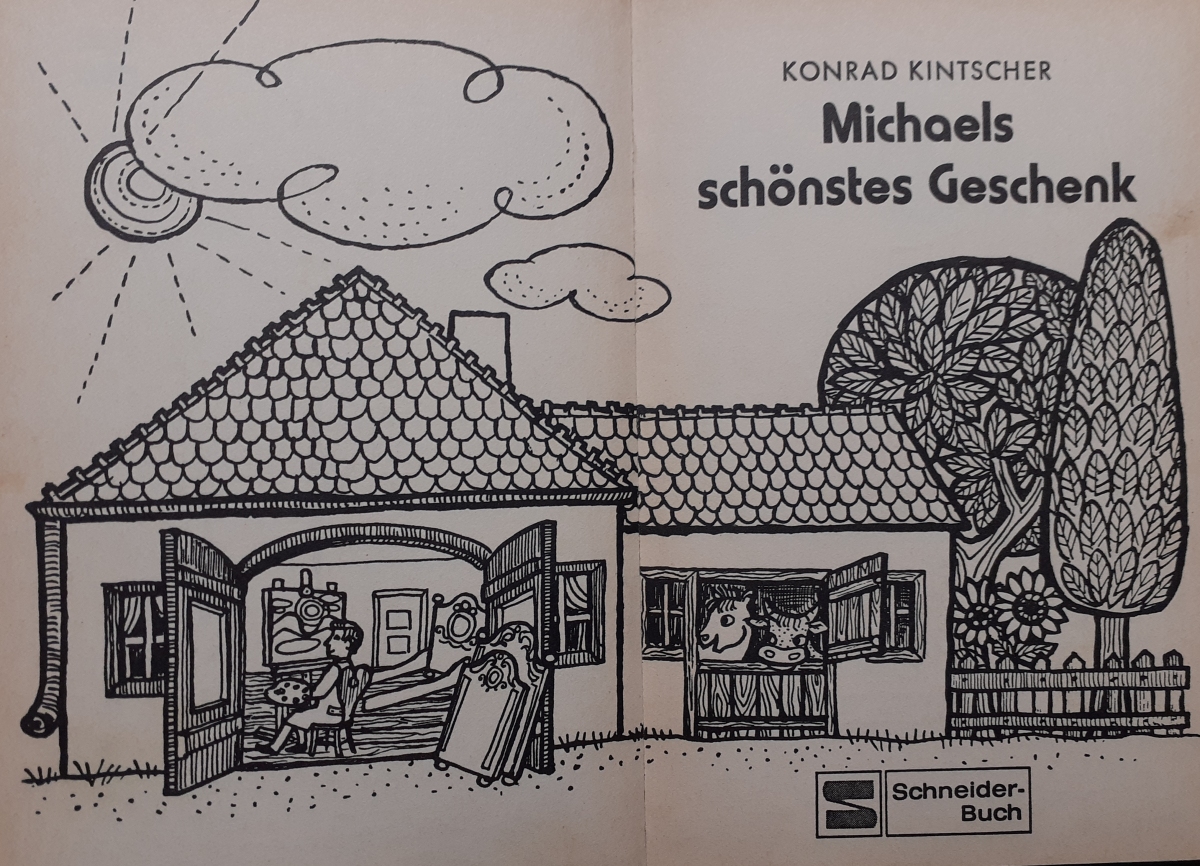 KONRAD KINTSCHER
Michaels
schönstes Geschenk
Schneider-
Buch